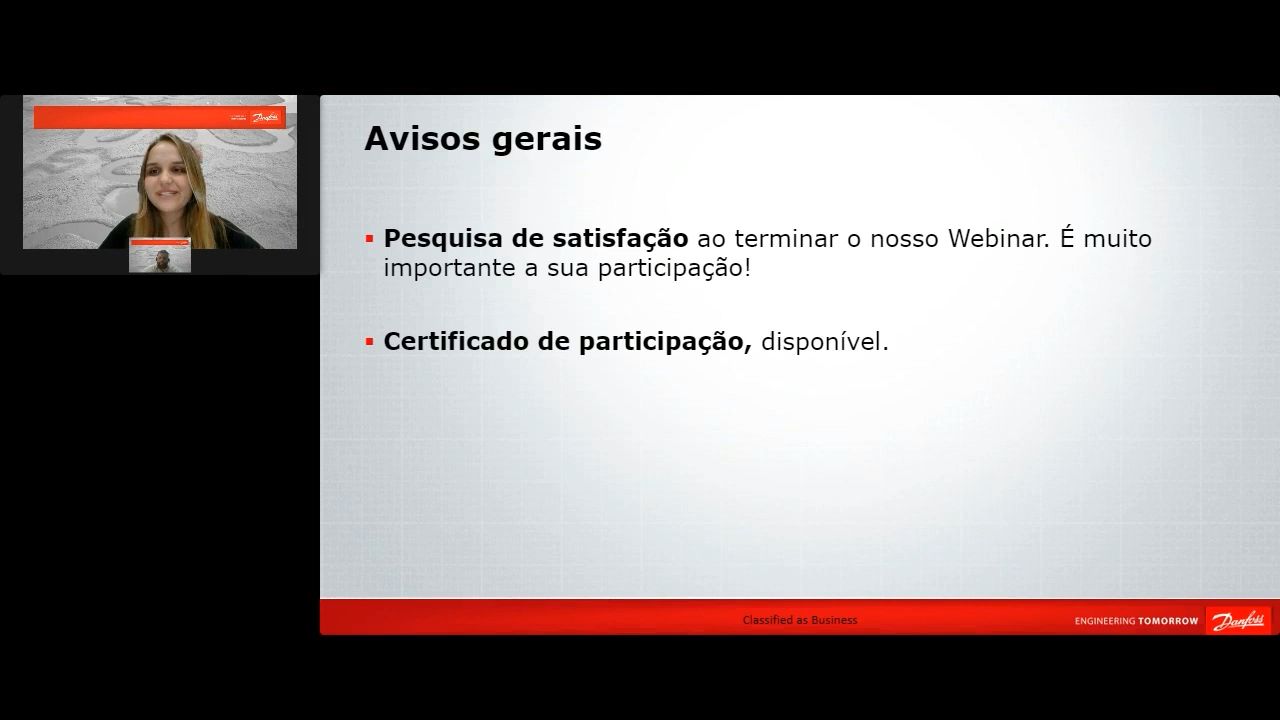 Danfoss
Avisos gerais
▪ Pesquisa de satisfação ao terminar o nosso Webinar. É muito
importante a sua participação!
▪ Certificado de participação, disponível.
Classified as Business
ENGINEERING TOMORROW
Danfoss